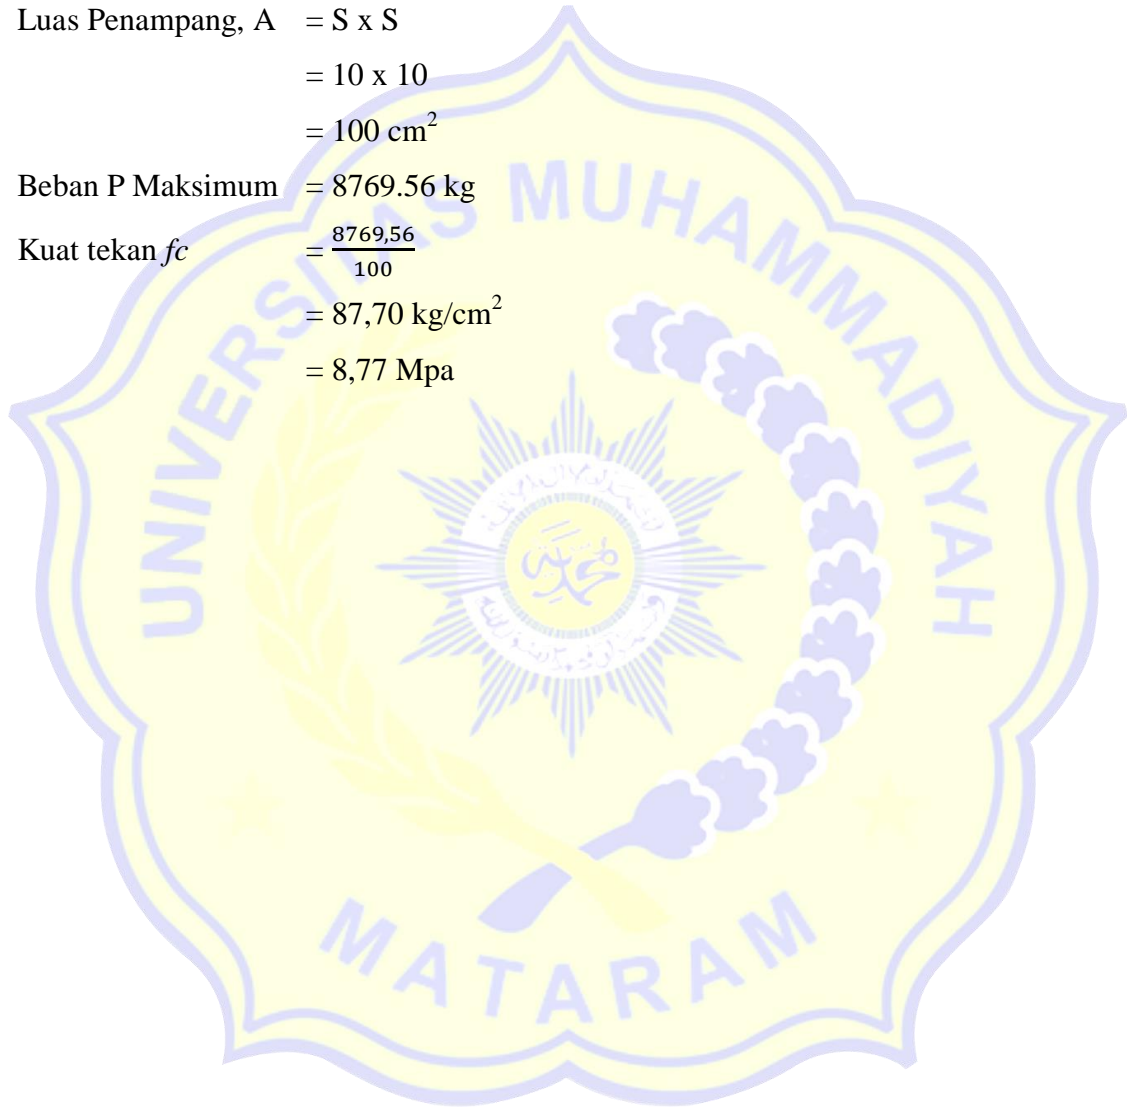 Luas Penampang, A = S x S
= 10 x 10
= 100 cm²
Beban P Maksimum = 8769.56 kg
Kuat tekan fc = 8769,56
100
= 87,70 kg/cm²
= 8,77 Mpa
UNIVERSITAS MUHAMMADIYAH
MATARAM